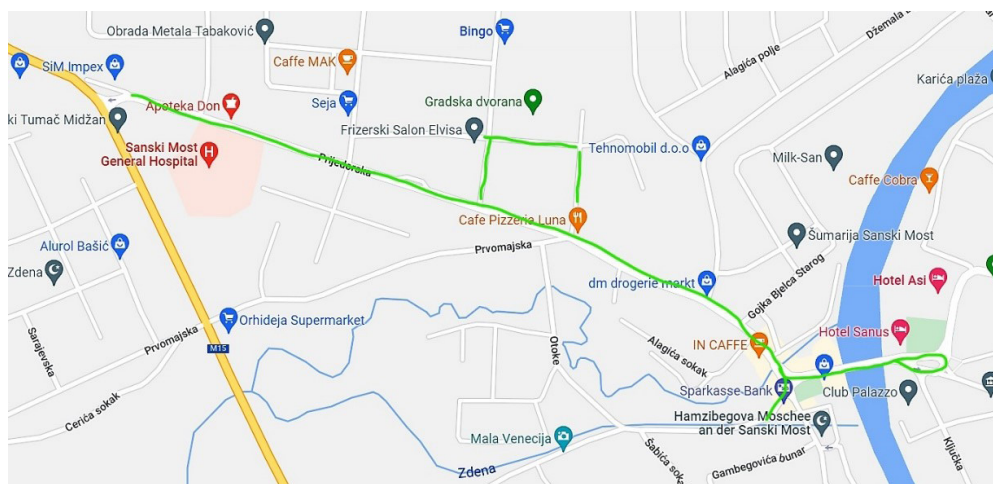 Obrada Metala Tabaković
Bingo
Džemala
Alagića polje
SiM Impex
Caffe MAK
Karića plaža
Apoteka Don
Seja
Gradska dvorana
ki Tumač Midžan
Frizerski Salon Elvisa
Tehnomobil d.o.o
Milk-San
Sanski Most
General Hospital
Prijedorska
Caffe Cobra
Cafe Pizzeria Luna
Šumarija Sanski Most
Alurol Bašić
Prvomajska
Zdena
dm drogerie markt
Gojka Bjelca Starog
Hotel Asi
Orhideja Supermarket
Prvomajska
Sarajevska
M15
Otoke
Alagića sokak
IN CAFFE
Hotel Sanus
Cerića sokak
Sparkasse-Bank
Club Palazzo
Hamzibegova Moschee
an der Sanski Most
Mala Venecija
Zdena
Šabića soka
Gambegovića bunar
Ključka